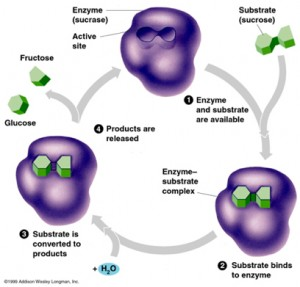 Enzyme
(sucrase)
Active
site
Substrate
(sucrose)
Fructose
Glucose
1 Enzyme
and substrate
are available
4 Products are
released
Enzyme–
substrate
complex
3 Substrate is
converted to
products
+ H2O
2 Substrate binds
to enzyme
©1999 Addison Wesley Longman, Inc.